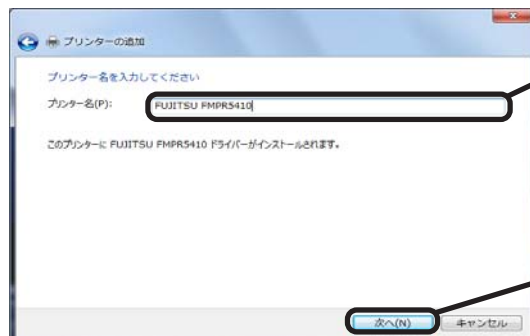 プリンターの追加
プリンター名を入力してください
プリンター名(P):
FUJITSU FMPR5410
このプリンターに FUJITSU FMPR5410 ドライバーがインストールされます。
次へ(N)
キャンセル